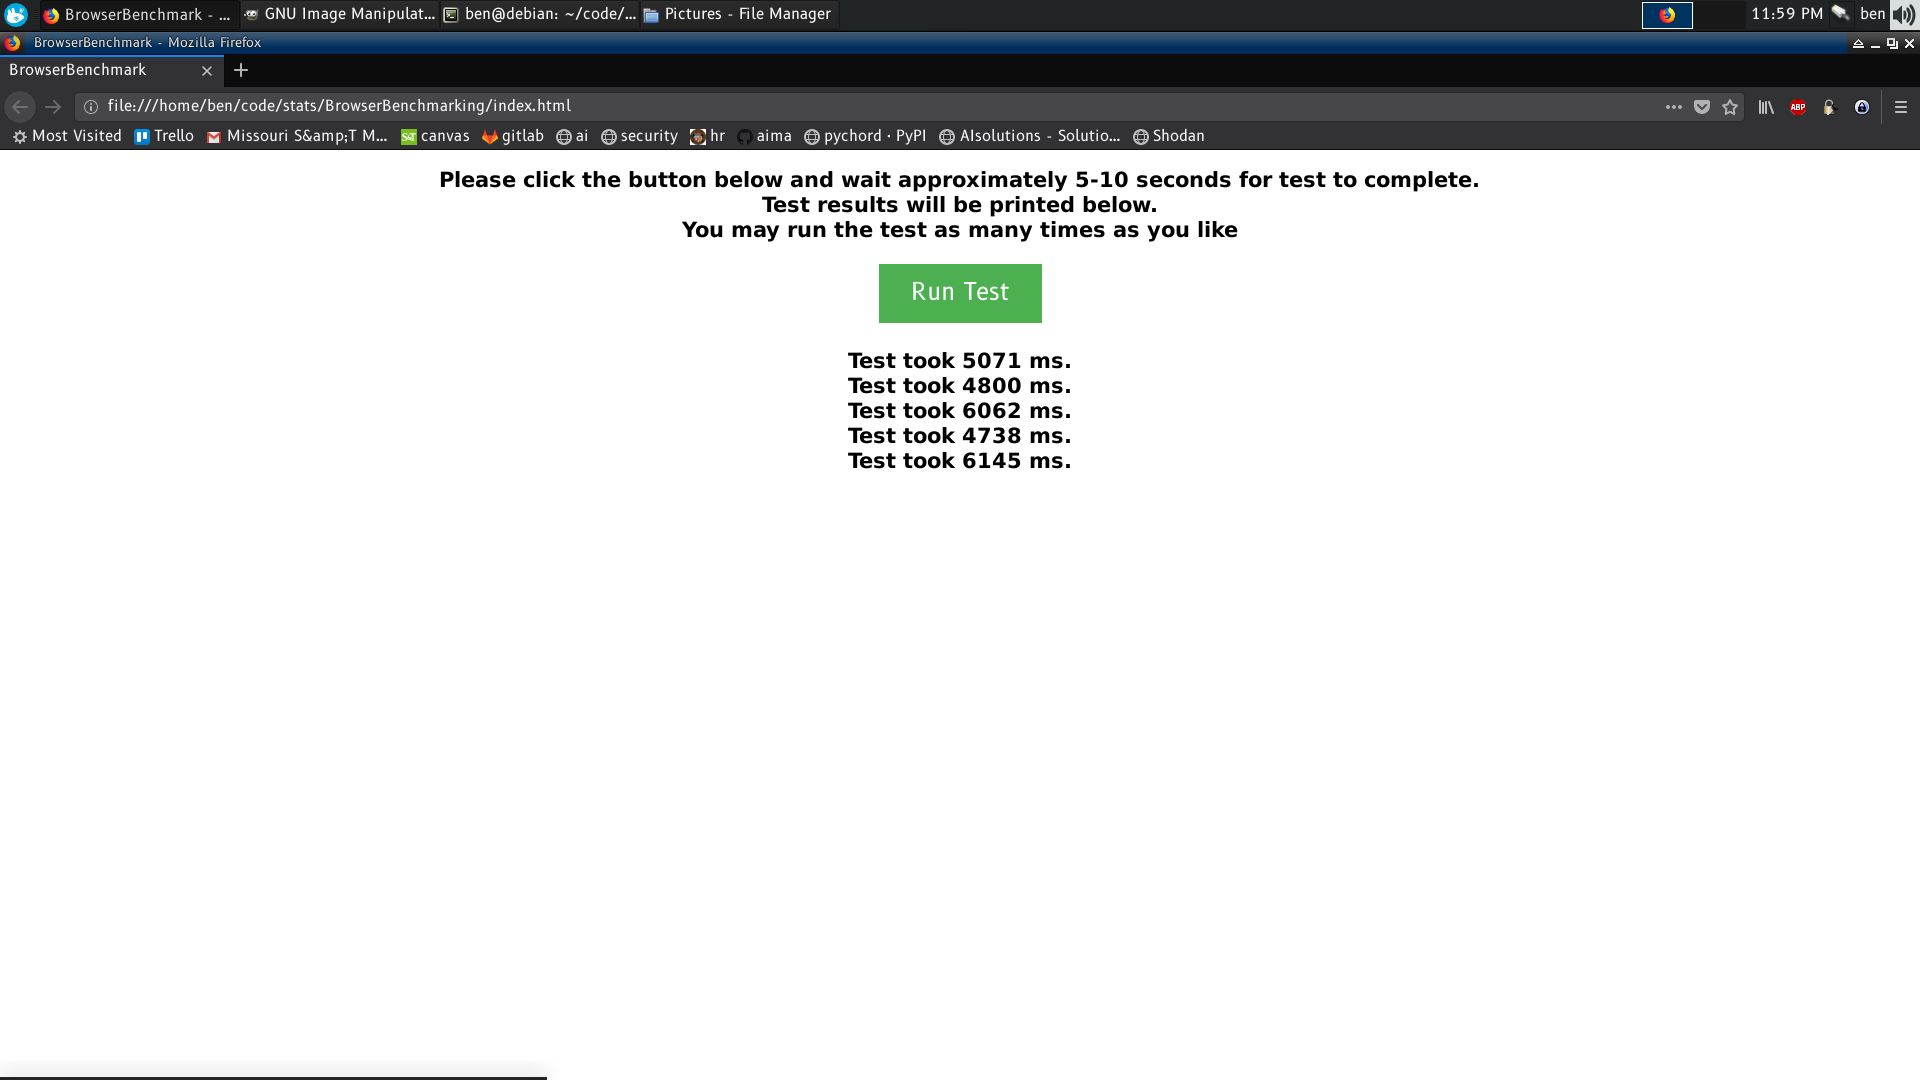 BrowserBenchmark - ...
GNU Image Manipulat...
ben@debian: ~/code/...
Pictures - File Manager
11:59 PM
ben
BrowserBenchmark - Mozilla Firefox
BrowserBenchmark
file:///home/ben/code/stats/BrowserBenchmarking/index.html
ABP
Most Visited
Trello
Missouri S&amp;T M...
S&T canvas
gitlab
ai
security
hr
aima
pychord · PyPI
AIsolutions - Solutio...
Shodan
Please click the button below and wait approximately 5-10 seconds for test to complete.
Test results will be printed below.
You may run the test as many times as you like
Run Test
Test took 5071 ms.
Test took 4800 ms.
Test took 6062 ms.
Test took 4738 ms.
Test took 6145 ms.